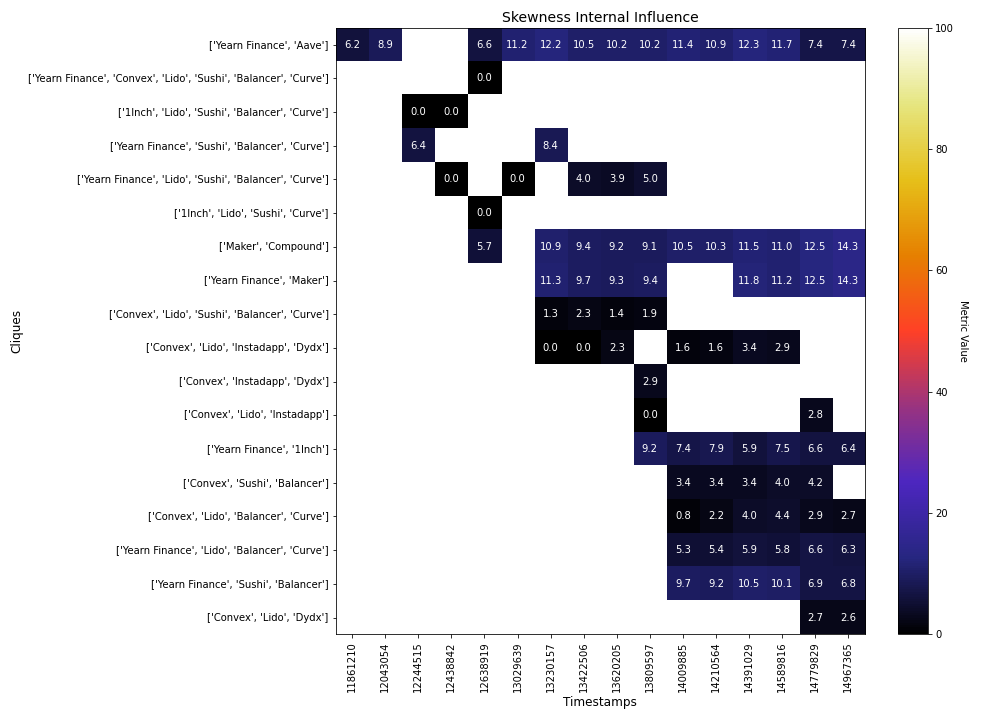 Skewness Internal Influence
Cliques
['Yearn Finance', 'Aave'] 6.2 8.9 6.6 11.2 12.2 10.5 10.2 10.2 11.4 10.9 12.3 11.7 7.4 7.4
['Yearn Finance', 'Convex', 'Lido', 'Sushi', 'Balancer', 'Curve'] 0.0
['1Inch', 'Lido', 'Sushi', 'Balancer', 'Curve'] 0.0 0.0
['Yearn Finance', 'Sushi', 'Balancer', 'Curve'] 6.4 8.4
['Yearn Finance', 'Lido', 'Sushi', 'Balancer', 'Curve'] 0.0 0.0 4.0 3.9 5.0
['1Inch', 'Lido', 'Sushi', 'Curve'] 0.0
['Maker', 'Compound'] 5.7 10.9 9.4 9.2 9.1 10.5 10.3 11.5 11.0 12.5 14.3
['Yearn Finance', 'Maker'] 11.3 9.7 9.3 9.4 11.8 11.2 12.5 14.3
['Convex', 'Lido', 'Sushi', 'Balancer', 'Curve'] 1.3 2.3 1.4 1.9
['Convex', 'Lido', 'Instadapp', 'Dydx'] 0.0 0.0 2.3 1.6 1.6 3.4 2.9
['Convex', 'Instadapp', 'Dydx'] 2.9
['Convex', 'Lido', 'Instadapp'] 0.0 2.8
['Yearn Finance', '1Inch'] 9.2 7.4 7.9 5.9 7.5 6.6 6.4
['Convex', 'Sushi', 'Balancer'] 3.4 3.4 3.4 4.0 4.2
['Convex', 'Lido', 'Balancer', 'Curve'] 0.8 2.2 4.0 4.4 2.9 2.7
['Yearn Finance', 'Lido', 'Balancer', 'Curve'] 5.3 5.4 5.9 5.8 6.6 6.3
['Yearn Finance', 'Sushi', 'Balancer'] 9.7 9.2 10.5 10.1 6.9 6.8
['Convex', 'Lido', 'Dydx'] 2.7 2.6
11861210 12043054 12244515 12438842 12638919 13029639 13230157 13422506 13620205 13809597 14009885 14210564 14391029 14589816 14779829 14967365
Timestamps
100
80
60
40
20
0
Metric Value